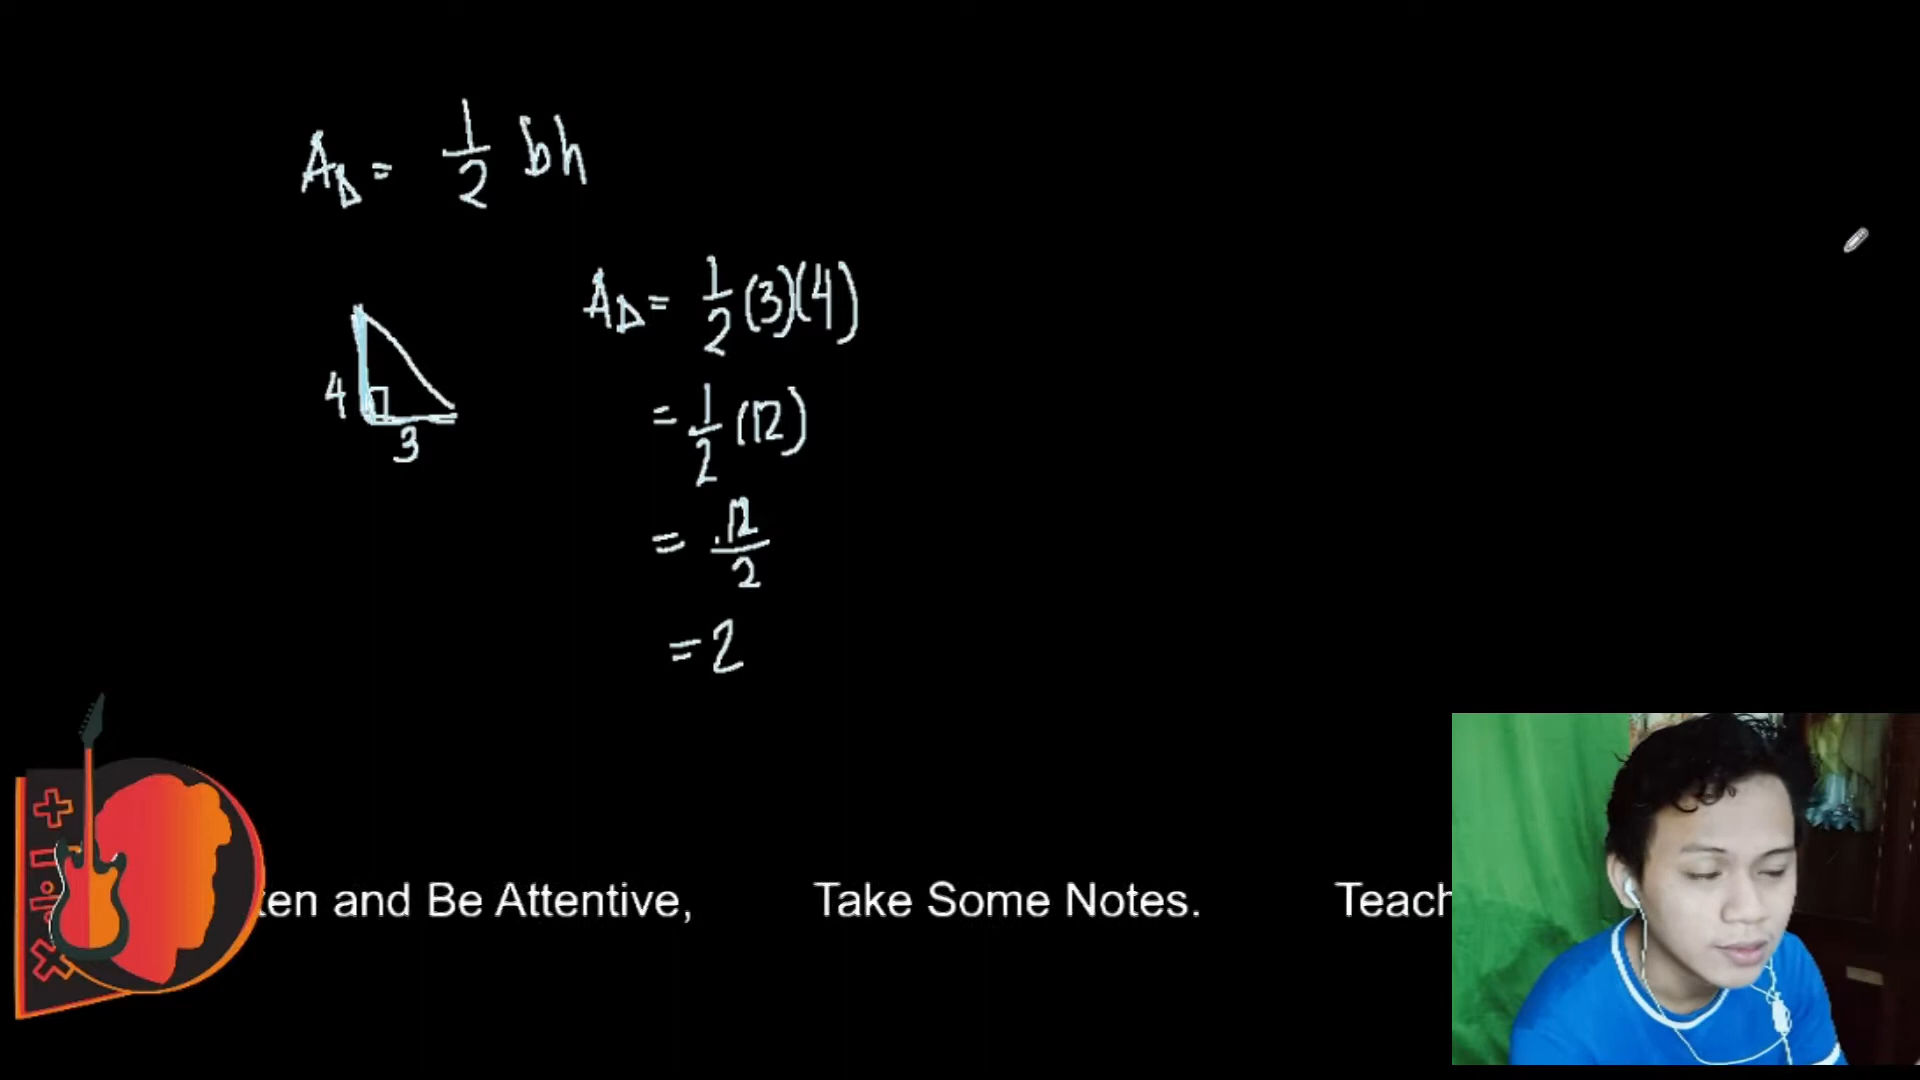 A△ = 1/2 bh
A△ = 1/2 (3)(4)
4
3
= 1/2 (12)
= 12/2
= 2
and Be Attentive, Take Some Notes. Teach